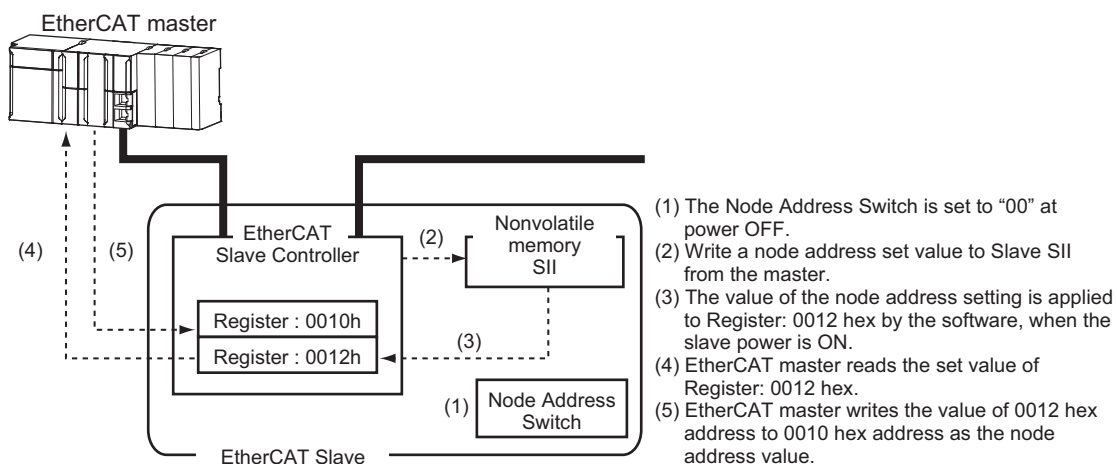 EtherCAT master
(4)
(5)
EtherCAT
Slave Controller
(2)
Nonvolatile
memory
SII
Register : 0010h
Register : 0012h
(3)
(1)
Node Address
Switch
EtherCAT Slave
(1) The Node Address Switch is set to “00” at
power OFF.
(2) Write a node address set value to Slave SII
from the master.
(3) The value of the node address setting is applied
to Register: 0012 hex by the software, when the
slave power is ON.
(4) EtherCAT master reads the set value of
Register: 0012 hex.
(5) EtherCAT master writes the value of 0012 hex
address to 0010 hex address as the node
address value.